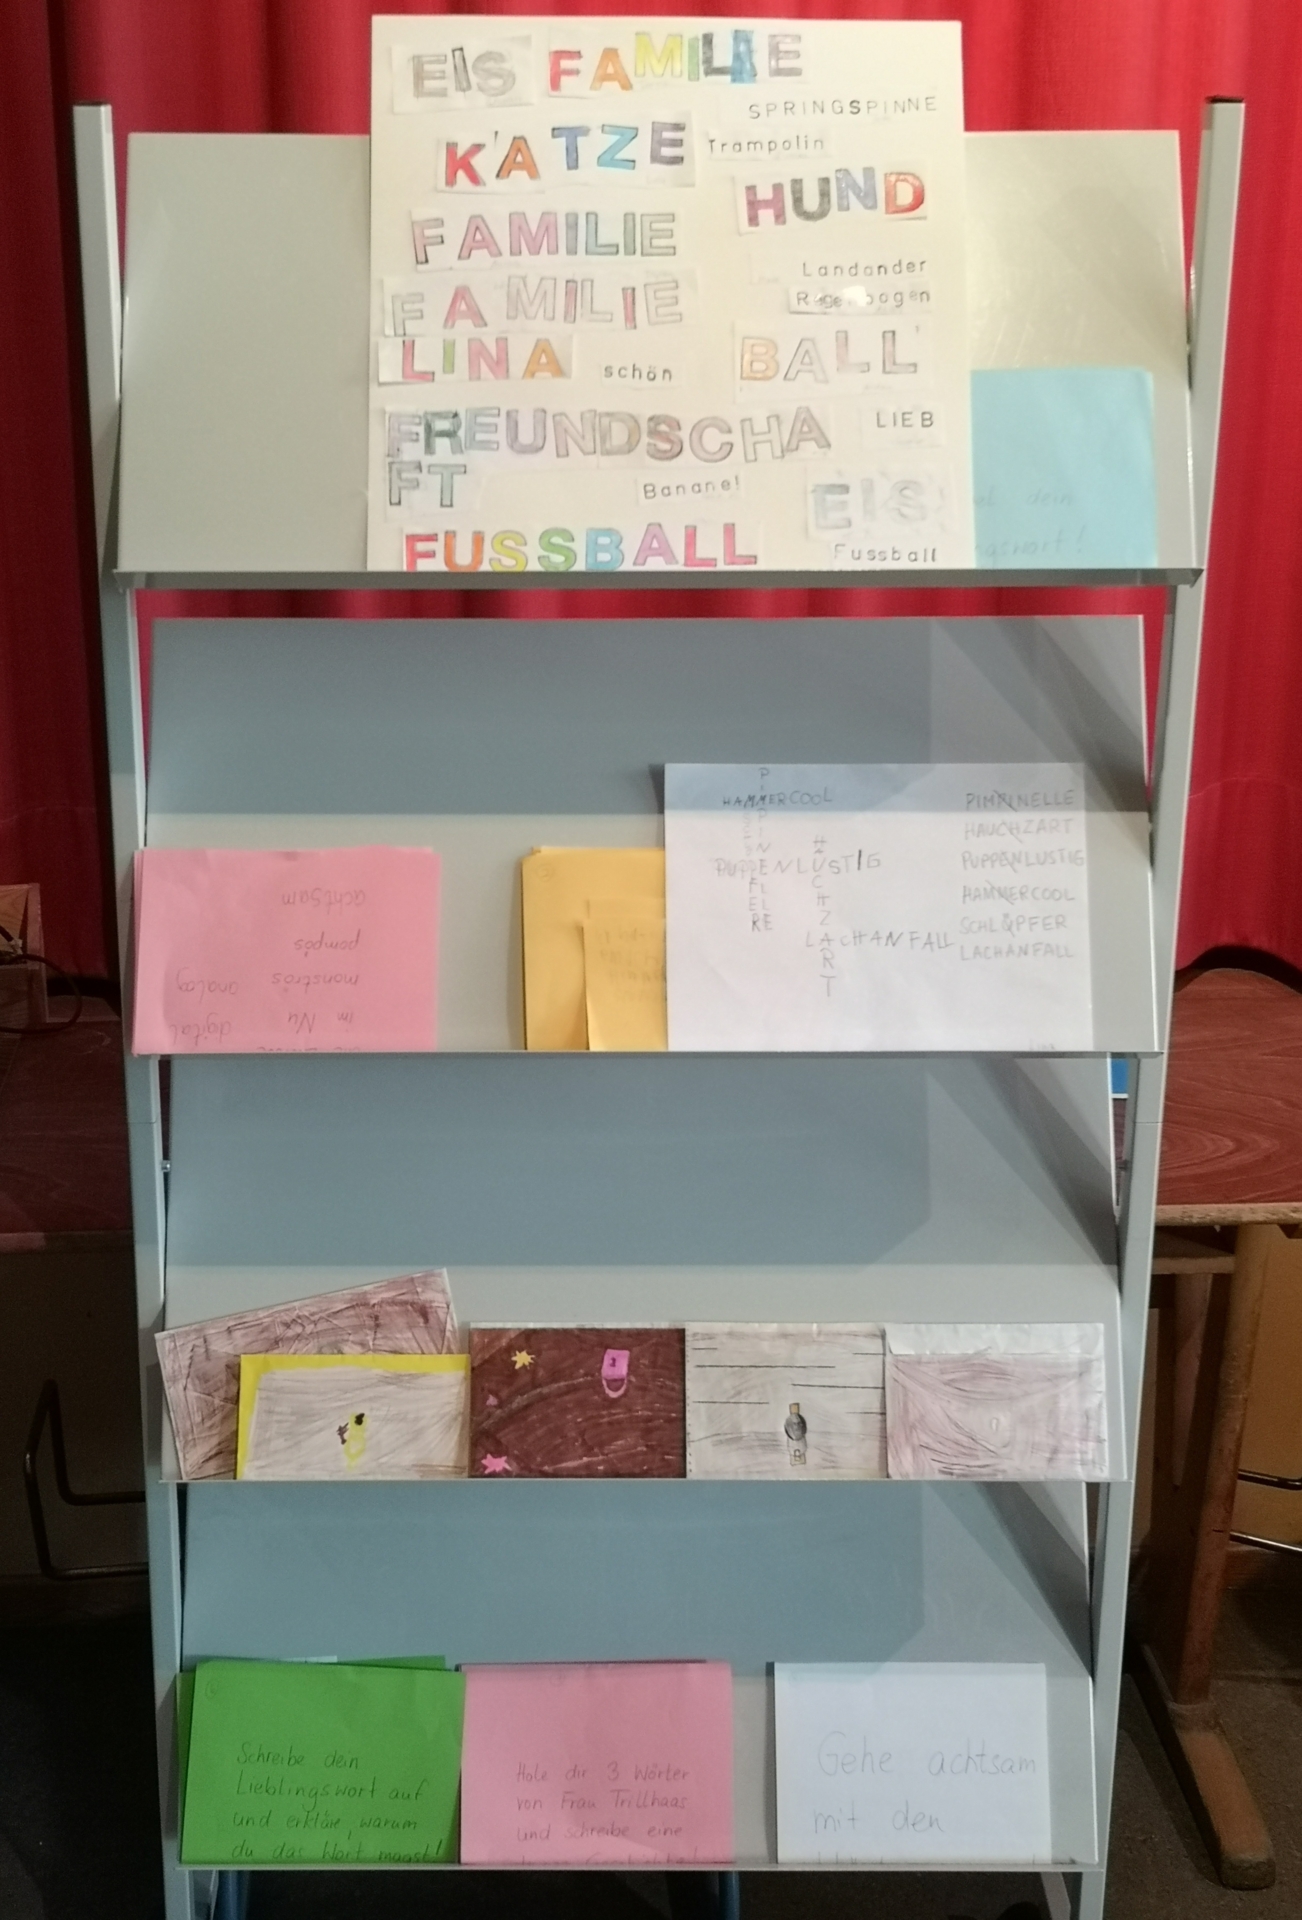 EIS FAMILIE
SPRINGSPINNE
KATZE
Trampolin
HUND
FAMILIE
Landander
FAMILIE
Regenbogen
LINA
schön
BALL
FREUNDSCHA
FT
LIEB
Banane!
EIS
FUSSBALL
Fussball
dein
achtsam
pompös
monströs analog
im Nu digital
HAMMERCOOL
PUPPENLUSTIG
HAUCHZART
LACHANFALL
PIMPINELLE
HAUCHZART
PUPPENLUSTIG
HAMMERCOOL
SCHLÜPFER
LACHANFALL
Schreibe dein
Lieblingswort auf
und erkläre, warum
du das Wort magst!
Hole dir 3 Wörter
von Frau Trillhaas
und schreibe eine
Gehe achtsam
mit den